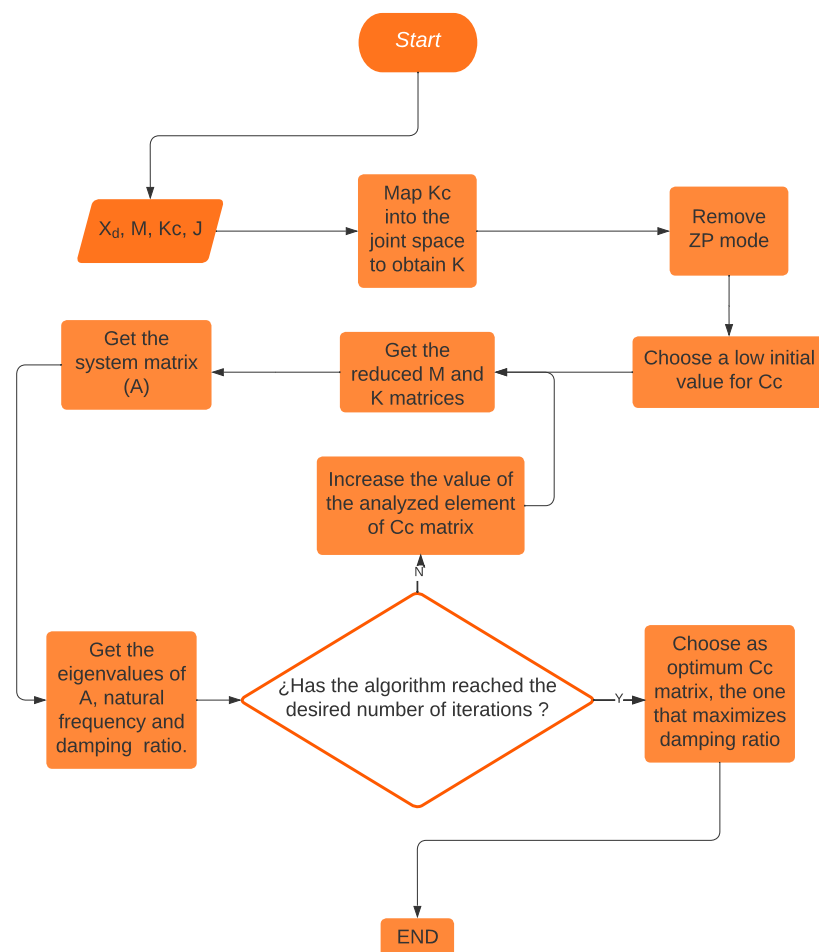 Start
X_d, M, Kc, J
Map Kc
into the
joint space
to obtain K
Remove
ZP mode
Choose a low initial
value for Cc
Get the
reduced M and
K matrices
Get the
system matrix
(A)
Get the
eigenvalues of
A, natural
frequency and
damping ratio.
¿Has the algorithm reached the
desired number of iterations ?
N
Increase the value of
the analyzed element
of Cc matrix
Y
Choose as
optimum Cc
matrix, the one
that maximizes
damping ratio
END